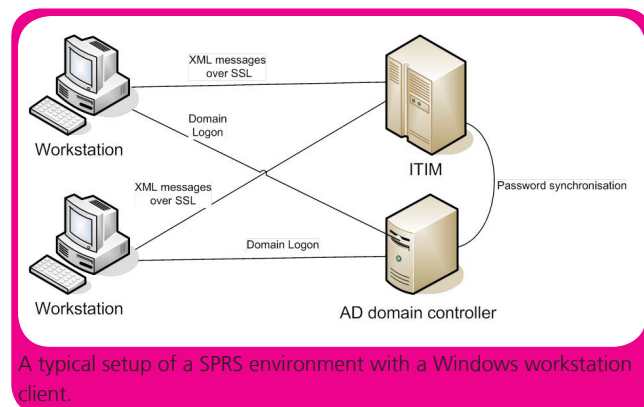 XML messages
over SSL
Domain
Logon
Workstation
ITIM
XML messages
over SSL
Password synchronisation
Domain Logon
Workstation
AD domain controller
A typical setup of a SPRS environment with a Windows workstation
client.